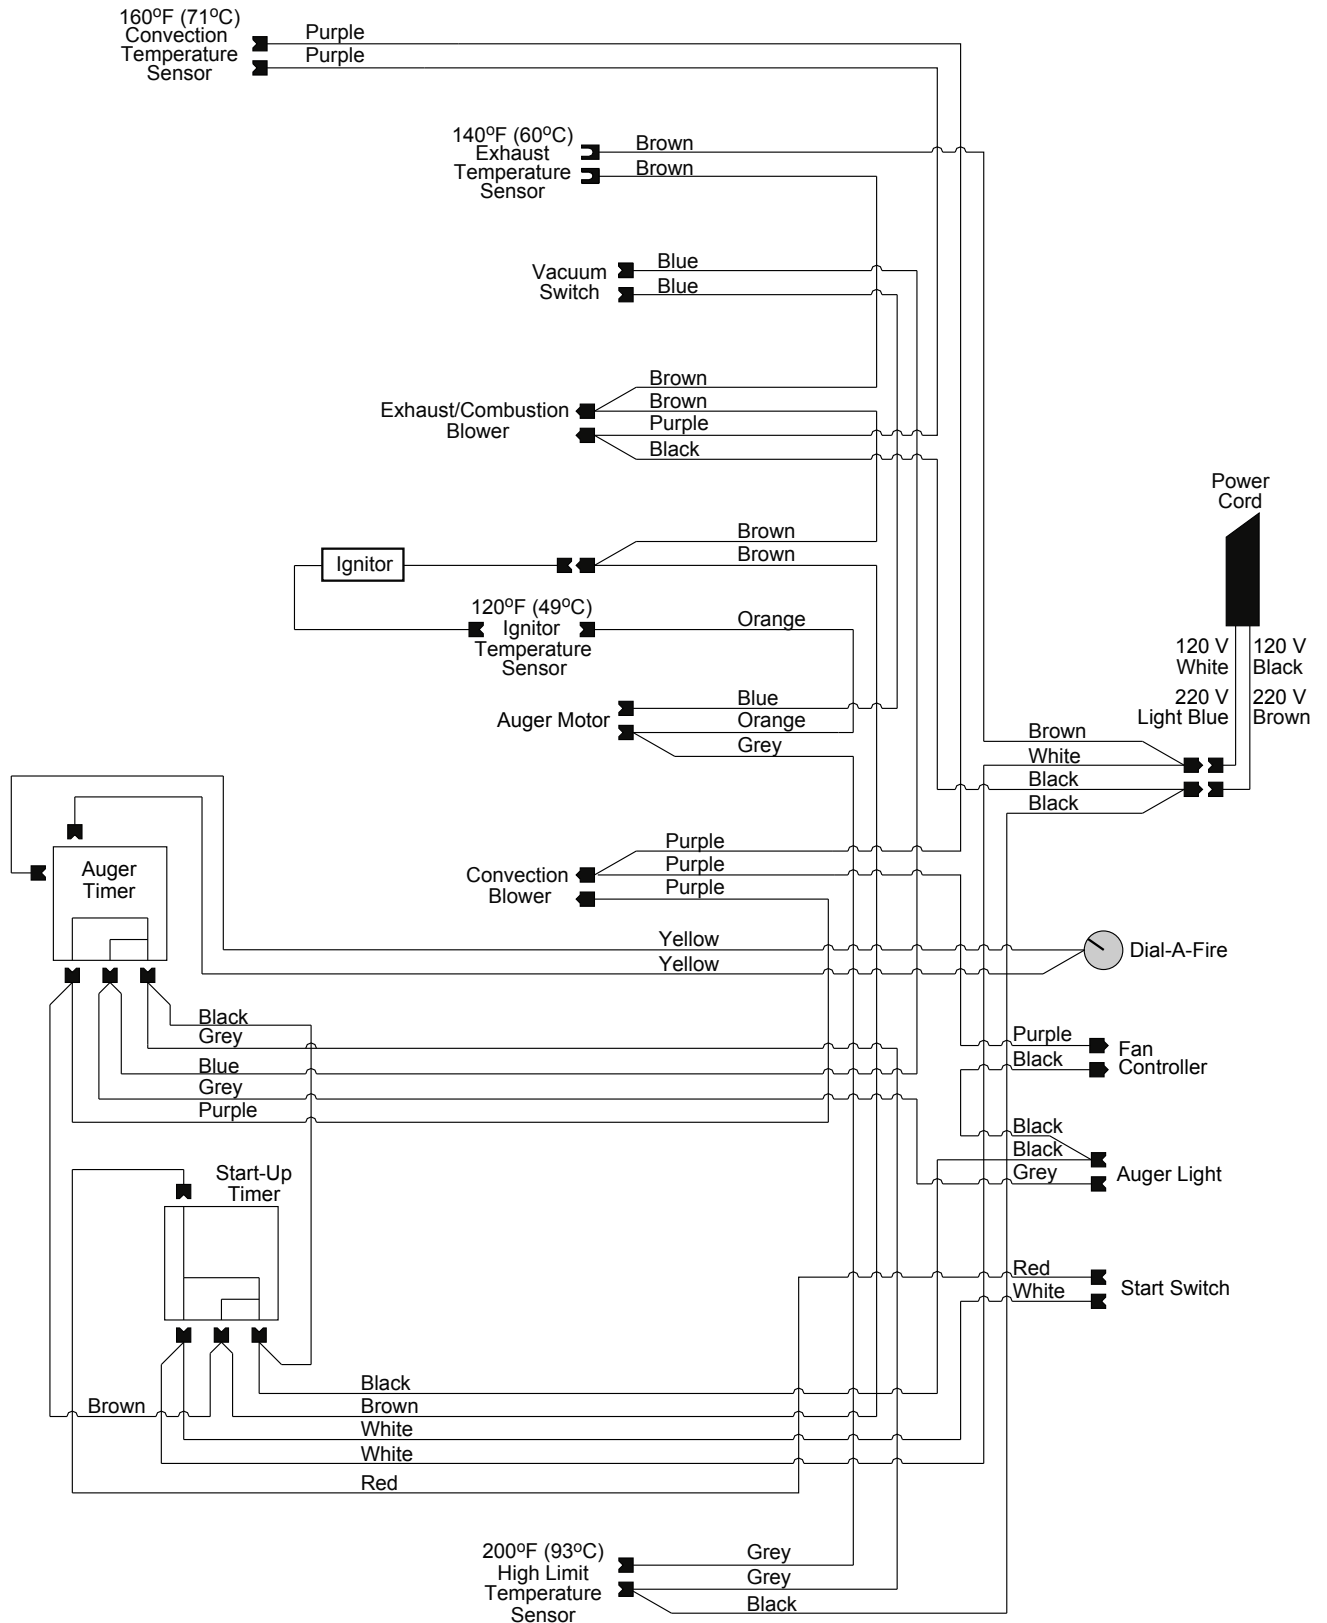 160ºF (71ºC)
Convection
Temperature
Sensor
Purple
Purple
140ºF (60ºC)
Exhaust
Temperature
Sensor
Brown
Brown
Vacuum
Switch
Blue
Blue
Exhaust/Combustion
Blower
Brown
Brown
Purple
Black
Power
Cord
Ignitor
Brown
Brown
120ºF (49ºC)
Ignitor
Temperature
Sensor
Orange
120 V
White
120 V
Black
220 V
Light Blue
220 V
Brown
Auger Motor
Blue
Orange
Grey
Brown
White
Black
Black
Auger
Timer
Convection
Blower
Purple
Purple
Purple
Yellow
Yellow
Dial-A-Fire
Black
Grey
Blue
Grey
Purple
Purple
Black
Fan
Controller
Black
Black
Grey
Auger Light
Start-Up
Timer
Red
White
Start Switch
Black
Brown
Brown
White
White
Red
200ºF (93ºC)
High Limit
Temperature
Sensor
Grey
Grey
Black